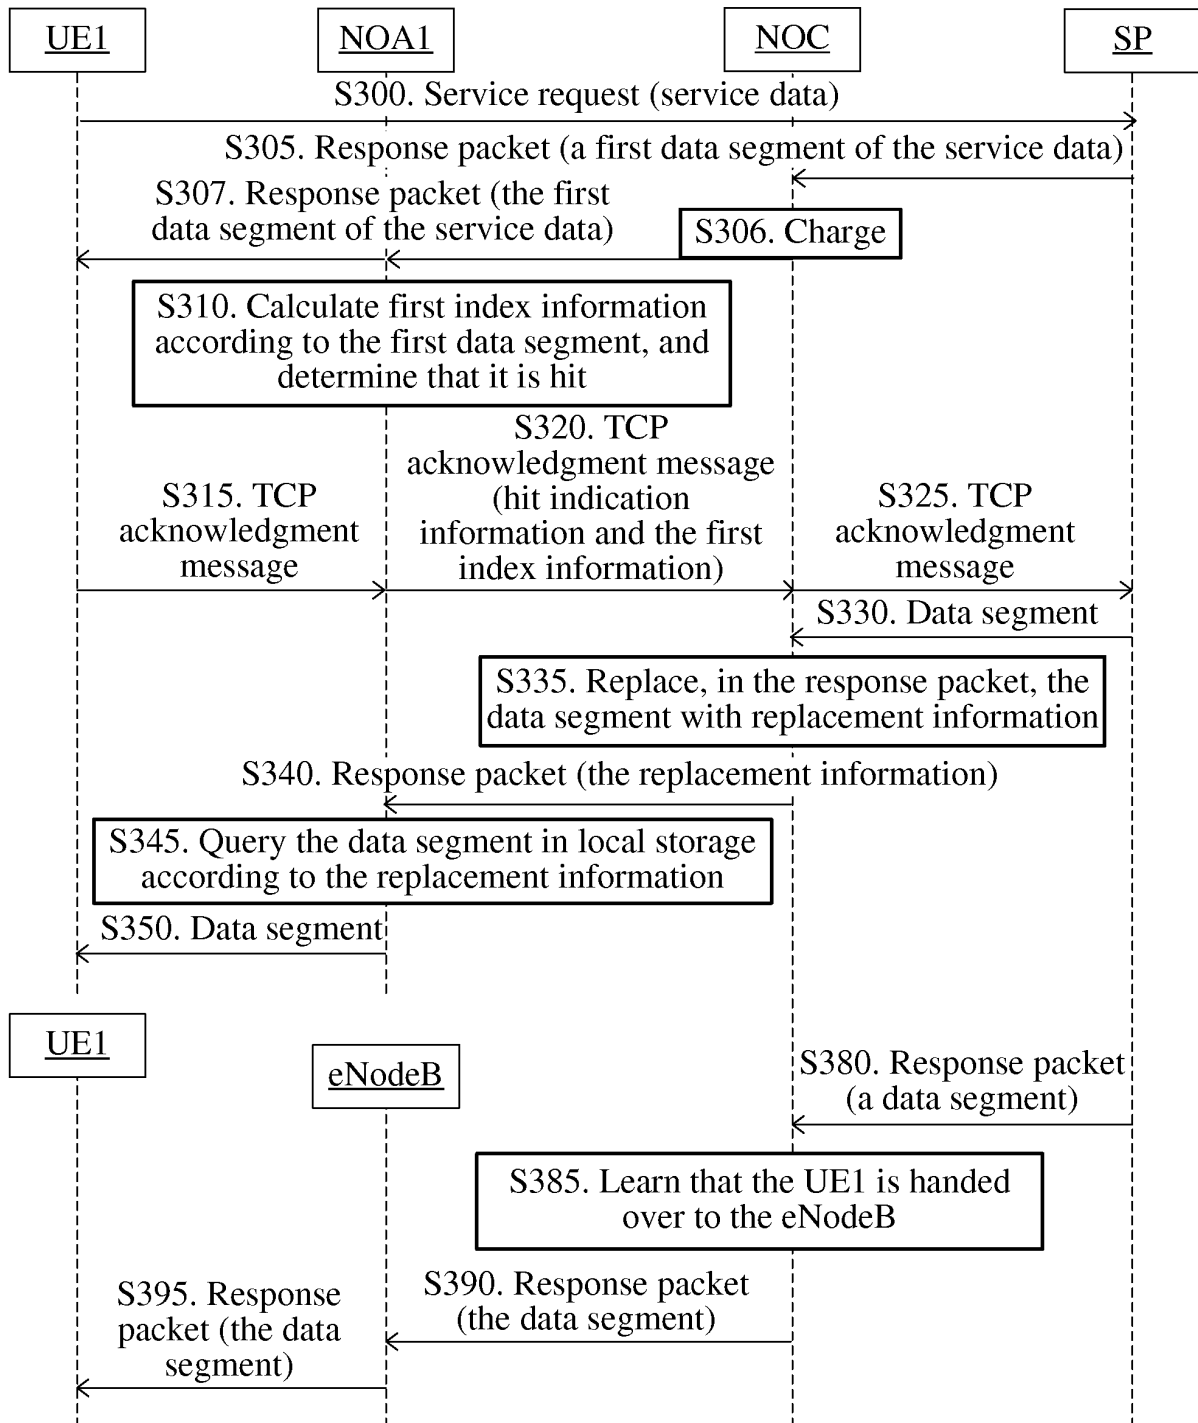 UE1
NOA1
NOC
SP
S300. Service request (service data)
S305. Response packet (a first data segment of the service data)
S307. Response packet (the first
data segment of the service data)
S306. Charge
S310. Calculate first index information
according to the first data segment, and
determine that it is hit
S315. TCP
acknowledgment
message
S320. TCP
acknowledgment message
(hit indication
information and the first
index information)
S325. TCP
acknowledgment
message
S330. Data segment
S335. Replace, in the response packet, the
data segment with replacement information
S340. Response packet (the replacement information)
S345. Query the data segment in local storage
according to the replacement information
S350. Data segment
UE1
eNodeB
S380. Response packet
(a data segment)
S385. Learn that the UE1 is handed
over to the eNodeB
S390. Response packet
(the data segment)
S395. Response
packet (the data
segment)